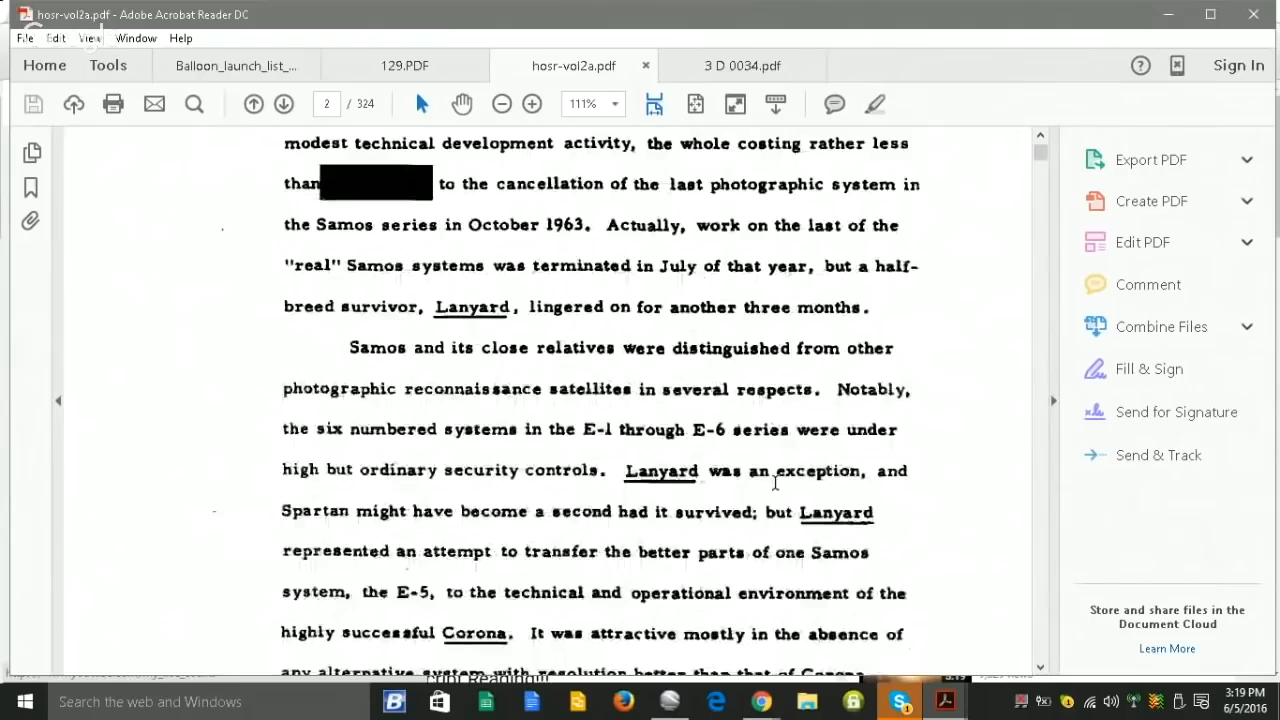 hosr-vol2a.pdf - Adobe Acrobat Reader DC
File Edit View Window Help
Home Tools Balloon_launch_list_... 129.PDF hosr-vol2a.pdf × 3 D 0034.pdf Sign In
2 / 324 111%
modest technical development activity, the whole costing rather less
than to the cancellation of the last photographic system in
the Samos series in October 1963. Actually, work on the last of the
"real" Samos systems was terminated in July of that year, but a half-
breed survivor, Lanyard, lingered on for another three months.
Samos and its close relatives were distinguished from other
photographic reconnaissance satellites in several respects. Notably,
the six numbered systems in the E-1 through E-6 series were under
high but ordinary security controls. Lanyard was an exception, and
Spartan might have become a second had it survived; but Lanyard
represented an attempt to transfer the better parts of one Samos
system, the E-5, to the technical and operational environment of the
highly successful Corona. It was attractive mostly in the absence of
any alternative system with resolution better than that of Corona.
Export PDF
Create PDF
Edit PDF
Comment
Combine Files
Fill & Sign
Send for Signature
Send & Track
Store and share files in the
Document Cloud
Learn More
Search the web and Windows
3:19 PM
6/5/2016